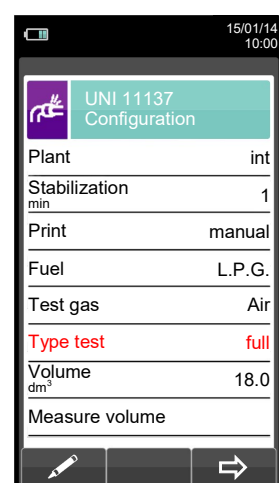 15/01/14
10:00
UNI 11137
Configuration
Plant int
Stabilization 1
min
Print manual
Fuel L.P.G.
Test gas Air
Type test full
Volume 18.0
dm³
Measure volume